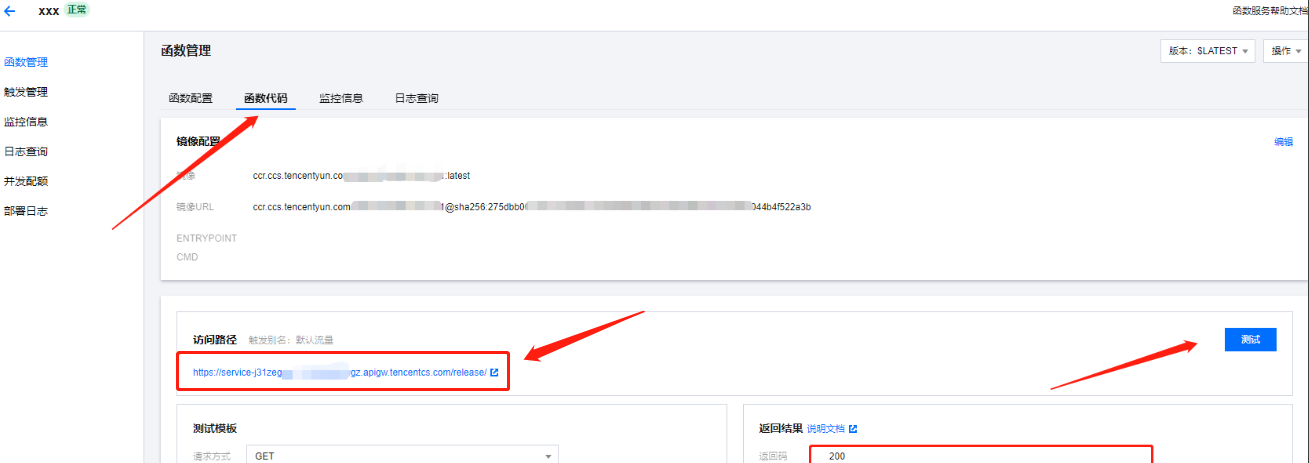 xxx 正常
函数服务帮助文档
函数管理
触发管理
监控信息
日志查询
并发配额
部署日志
函数管理
版本：$LATEST
操作
函数配置 函数代码 监控信息 日志查询
镜像配置
编辑
镜像 ccr.ccs.tencentyun.co :latest
镜像URL ccr.ccs.tencentyun.com 1@sha256:275dbb0 044b4f522a3b
ENTRYPOINT
CMD
访问路径 触发别名：默认流量
测试
https://service-j31zeg gz.apigw.tencentcs.com/release/
测试模板
请求方式 GET
返回结果 说明文档
返回码 200